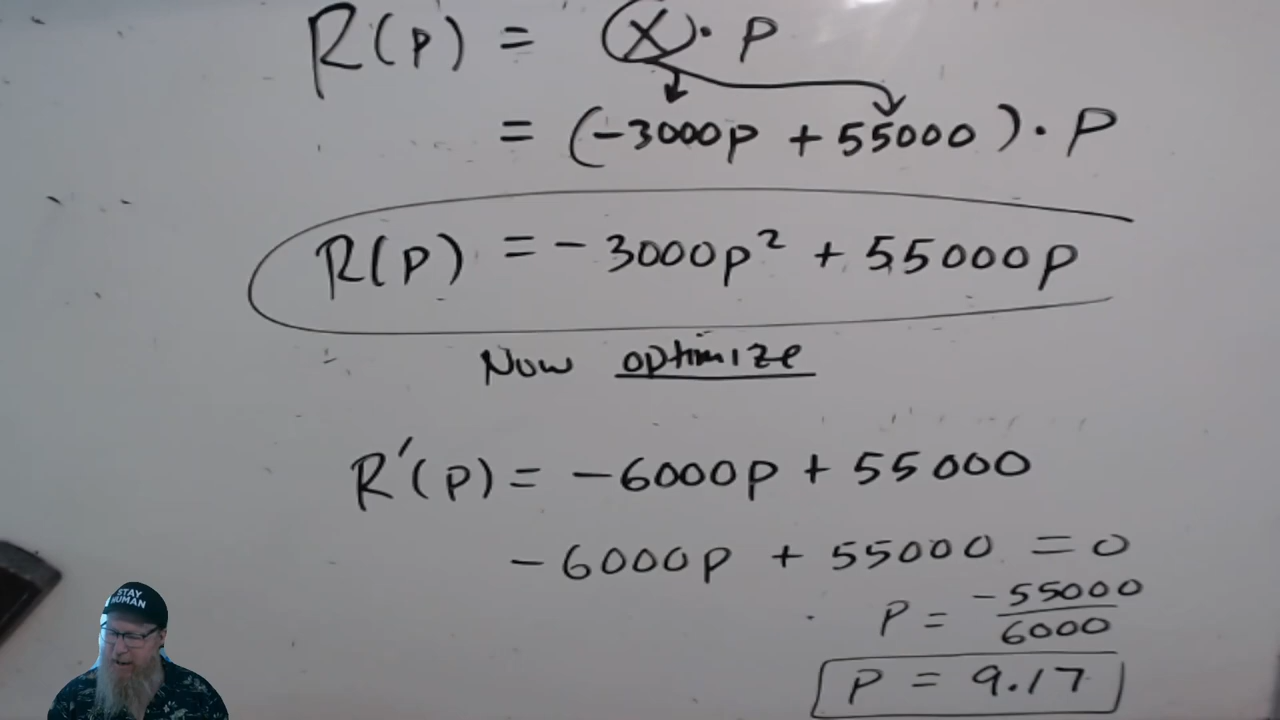 R(p) = x · p
= (-3000p + 55000) · p
R(p) = -3000p² + 55000p
Now optimize
R'(p) = -6000p + 55000
-6000p + 55000 = 0
p = -55000/6000
p = 9.17
STAY
HUMAN